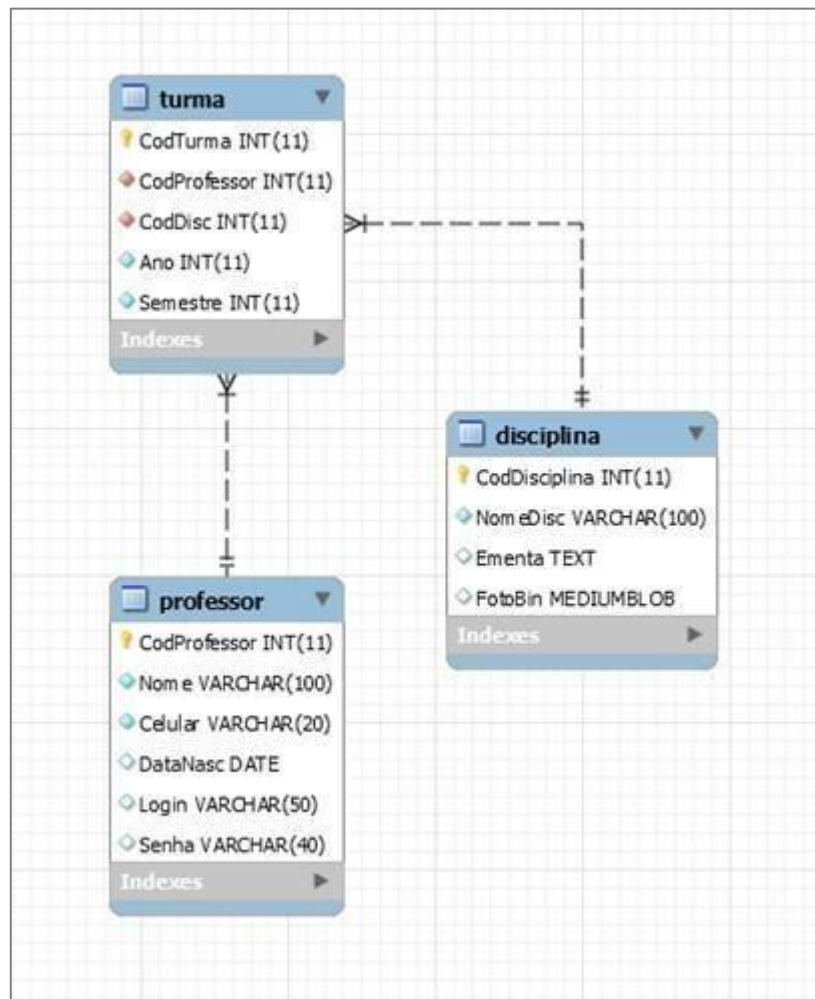 turma
CodTurma INT(11)
CodProfessor INT(11)
CodDisc INT(11)
Ano INT(11)
Semestre INT(11)
Indexes
disciplina
CodDisciplina INT(11)
NomeDisc VARCHAR(100)
Ementa TEXT
FotoBin MEDIUMBLOB
Indexes
professor
CodProfessor INT(11)
Nome VARCHAR(100)
Celular VARCHAR(20)
DataNasc DATE
Login VARCHAR(50)
Senha VARCHAR(40)
Indexes